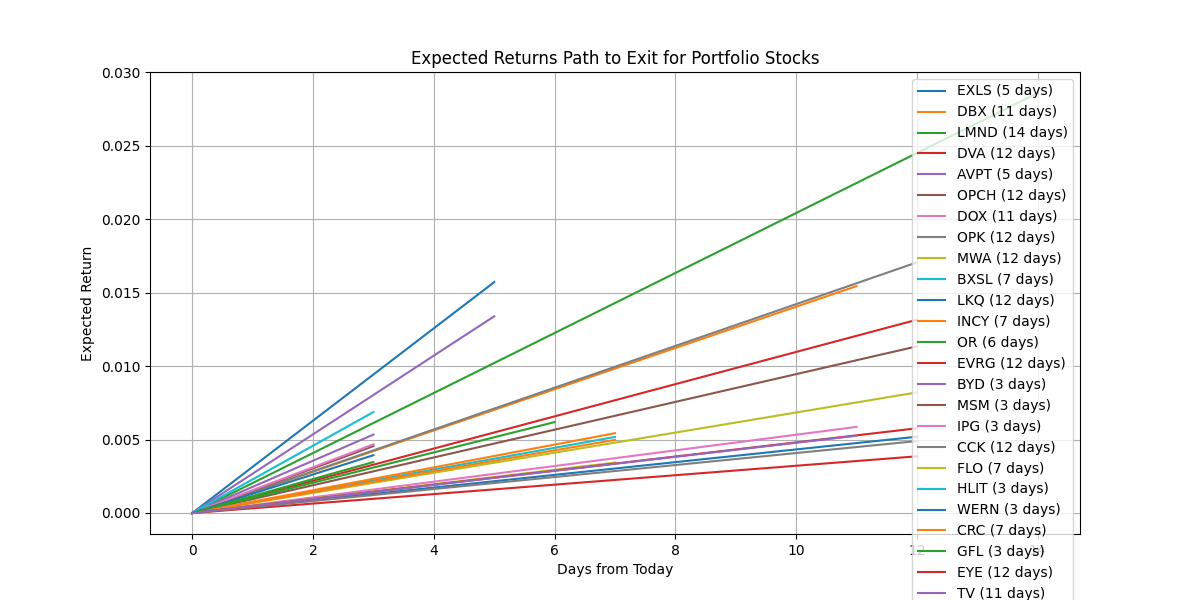 Expected Returns Path to Exit for Portfolio Stocks
Expected Return
0.030
0.025
0.020
0.015
0.010
0.005
0.000
0
2
4
6
8
10
12
Days from Today
EXLS (5 days)
DBX (11 days)
LMND (14 days)
DVA (12 days)
AVPT (5 days)
OPCH (12 days)
DOX (11 days)
OPK (12 days)
MWA (12 days)
BXSL (7 days)
LKQ (12 days)
INCY (7 days)
OR (6 days)
EVRG (12 days)
BYD (3 days)
MSM (3 days)
IPG (3 days)
CCK (12 days)
FLO (7 days)
HLIT (3 days)
WERN (3 days)
CRC (7 days)
GFL (3 days)
EYE (12 days)
TV (11 days)